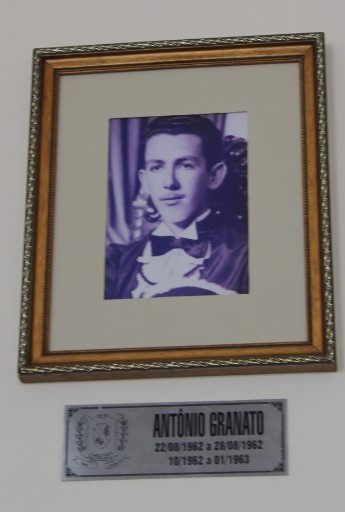 ANTÔNIO GRANATO
22/08/1962 a 28/08/1962
10/1962 a 01/1963